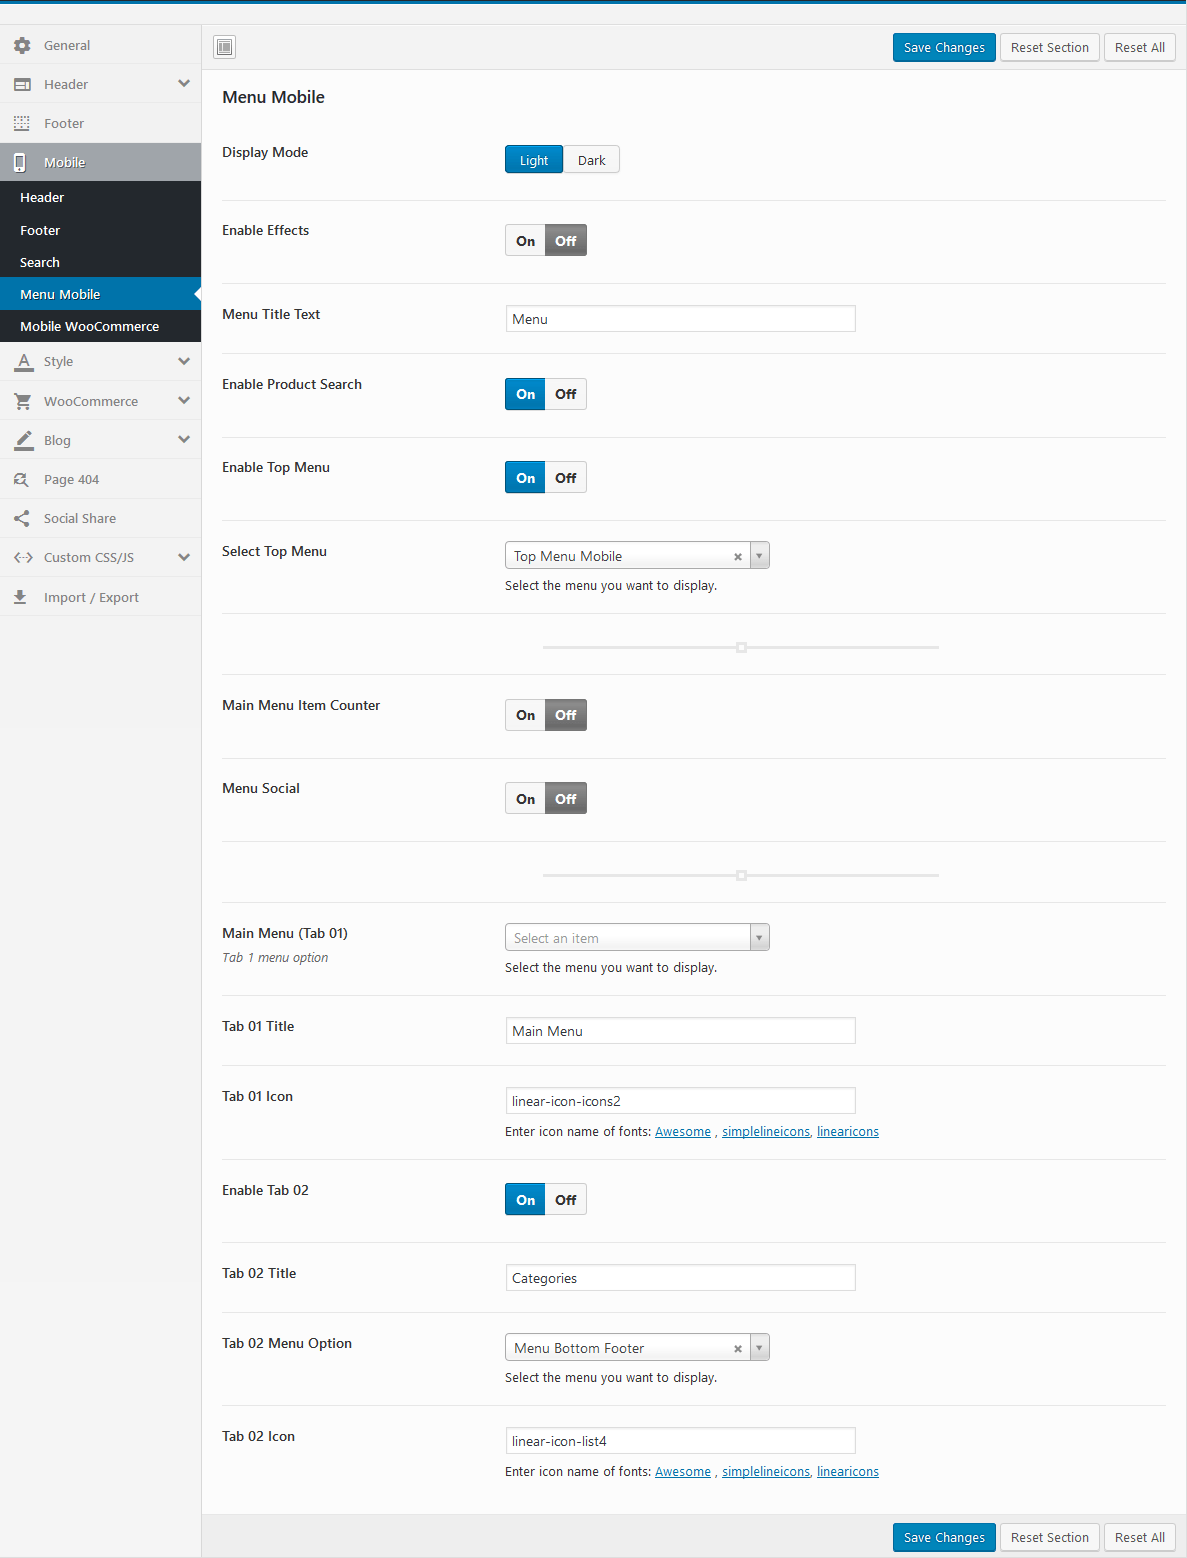 General
Header
Footer
Mobile
Header
Footer
Search
Menu Mobile
Mobile WooCommerce
Style
WooCommerce
Blog
Page 404
Social Share
Custom CSS/JS
Import / Export
Save Changes Reset Section Reset All
Menu Mobile
Display Mode Light Dark
Enable Effects On Off
Menu Title Text Menu
Enable Product Search On Off
Enable Top Menu On Off
Select Top Menu Top Menu Mobile
Select the menu you want to display.
Main Menu Item Counter On Off
Menu Social On Off
Main Menu (Tab 01) Select an item
Tab 1 menu option
Select the menu you want to display.
Tab 01 Title Main Menu
Tab 01 Icon linear-icon-icons2
Enter icon name of fonts: Awesome , simplelineicons, linearicons
Enable Tab 02 On Off
Tab 02 Title Categories
Tab 02 Menu Option Menu Bottom Footer
Select the menu you want to display.
Tab 02 Icon linear-icon-list4
Enter icon name of fonts: Awesome , simplelineicons, linearicons
Save Changes Reset Section Reset All